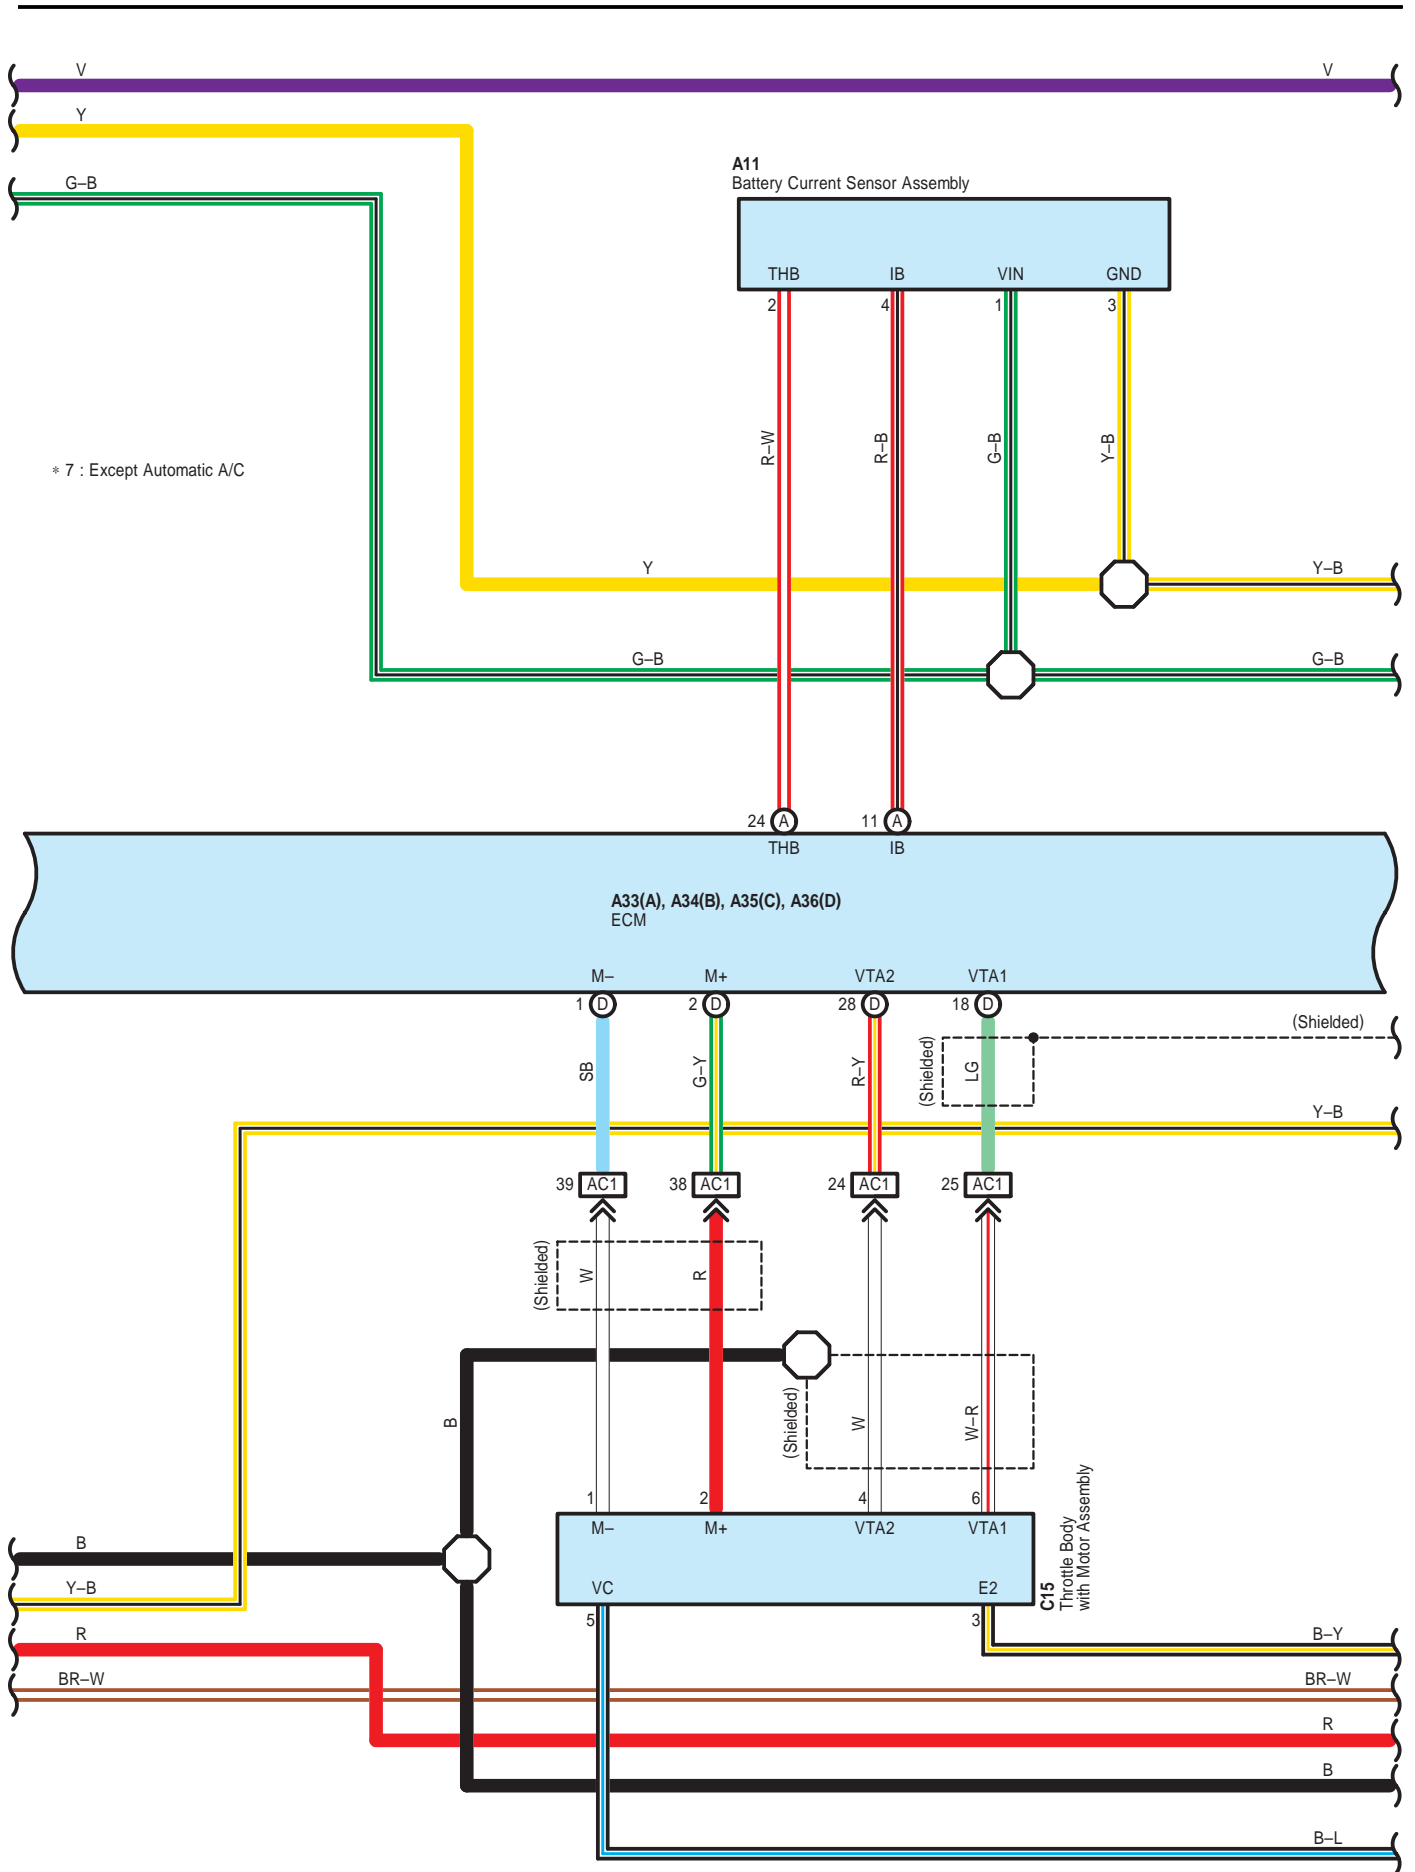 V V
Y
G–B
A11
Battery Current Sensor Assembly
THB IB VIN GND
2 4 1 3
R–W R–B G–B Y–B
∗ 7 : Except Automatic A/C
Y Y–B
G–B G–B
24 A 11 A
THB IB
A33(A), A34(B), A35(C), A36(D)
ECM
M– M+ VTA2 VTA1
1 D 2 D 28 D 18 D
(Shielded)
SB G–Y R–Y (Shielded) LG
Y–B
39 AC1 38 AC1 24 AC1 25 AC1
(Shielded) W R
B (Shielded) W W–R
1 2 4 6
M– M+ VTA2 VTA1
C15
Throttle Body
with Motor Assembly
B
Y–B
VC E2
5 3
R B–Y
BR–W BR–W
R
B
B–L